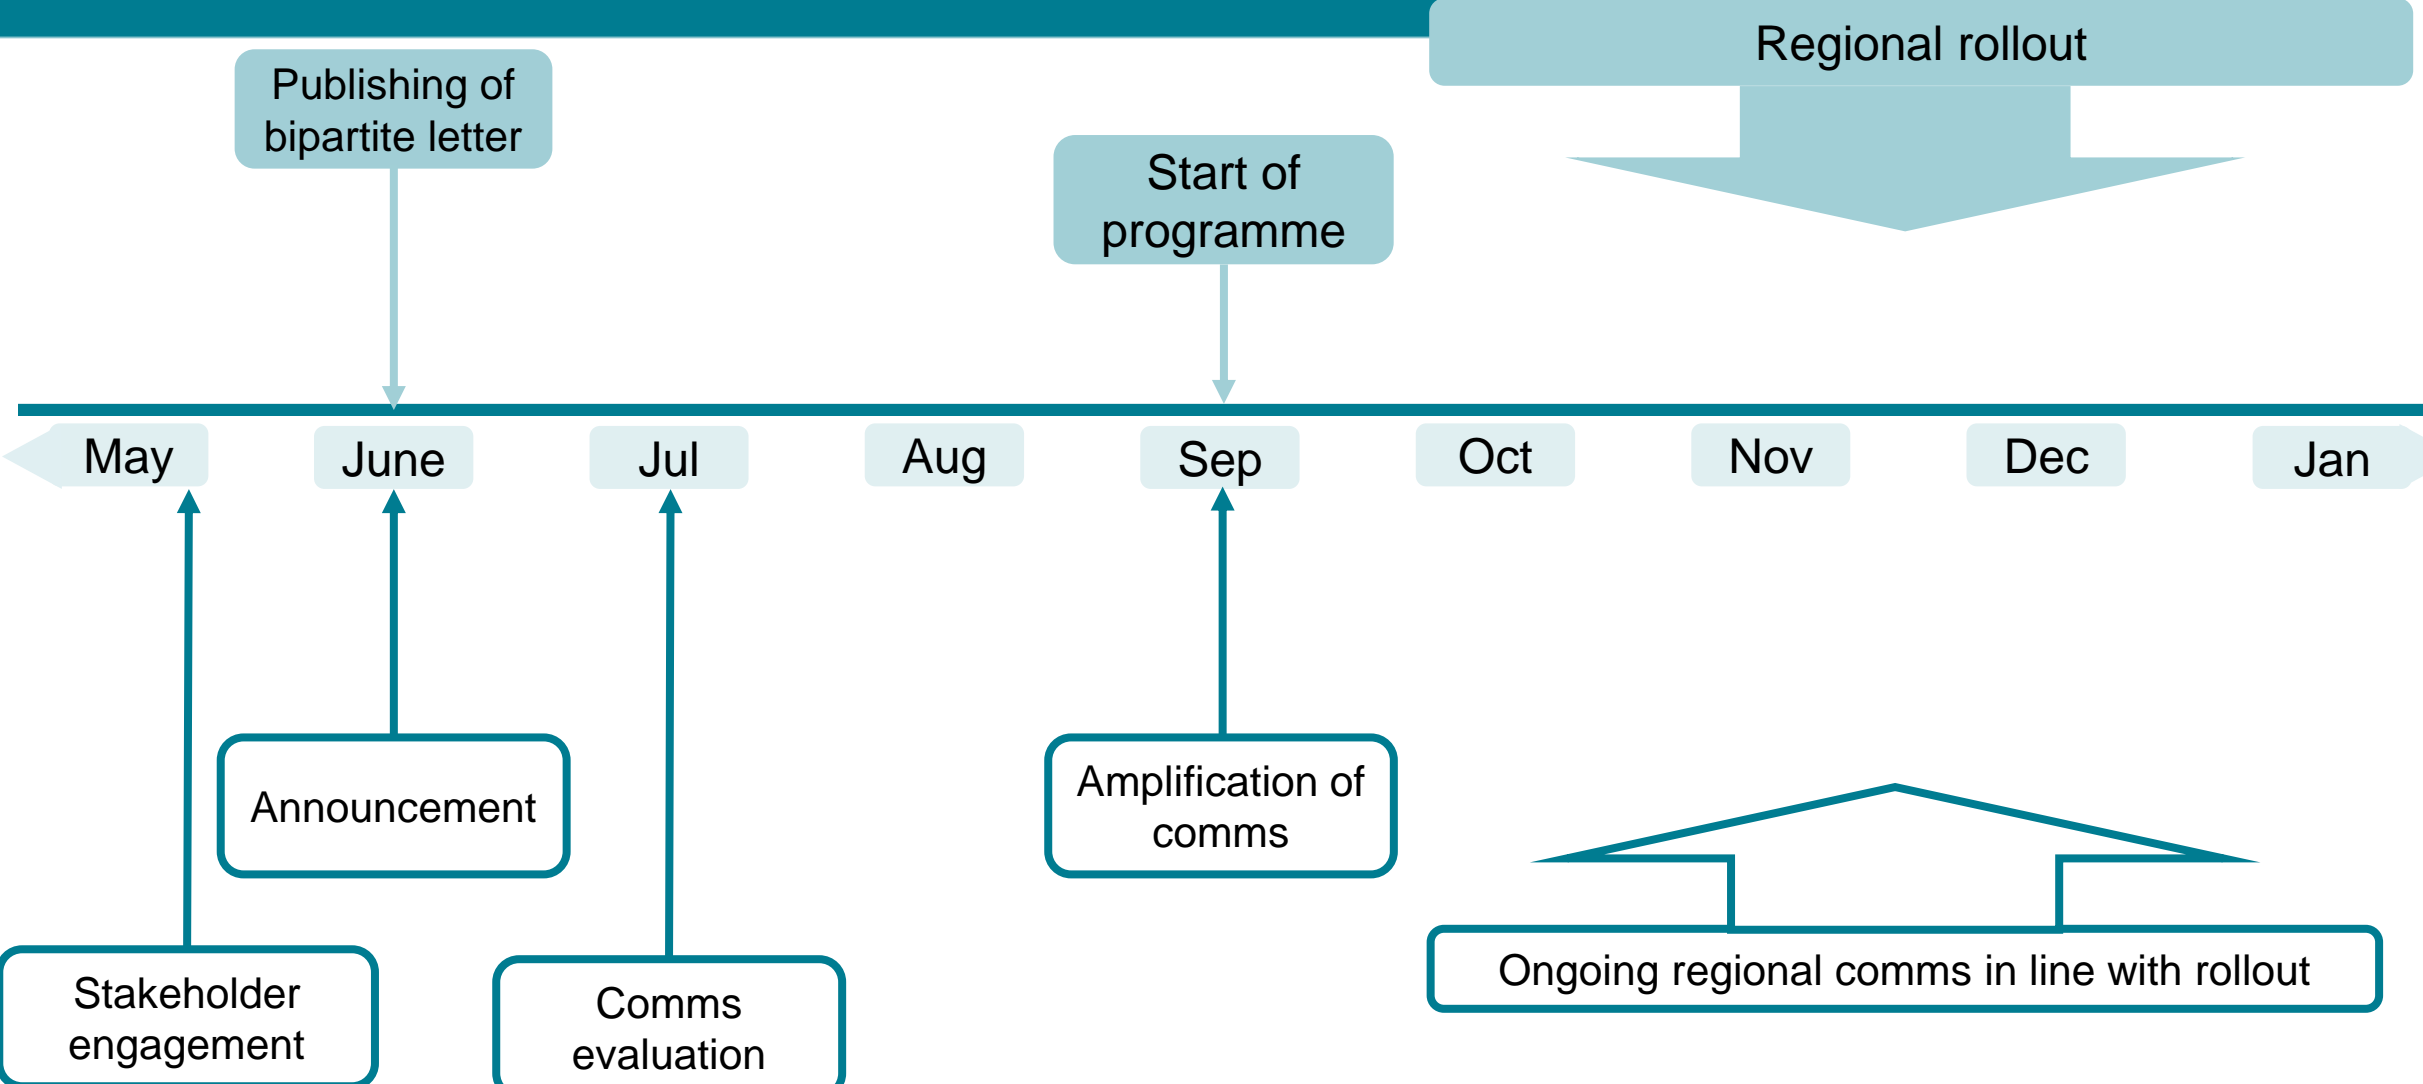 Regional rollout
Publishing of
bipartite letter
Start of
programme
May
June
Jul
Aug
Sep
Oct
Nov
Dec
Jan
Announcement
Amplification of
comms
Stakeholder
engagement
Comms
evaluation
Ongoing regional comms in line with rollout